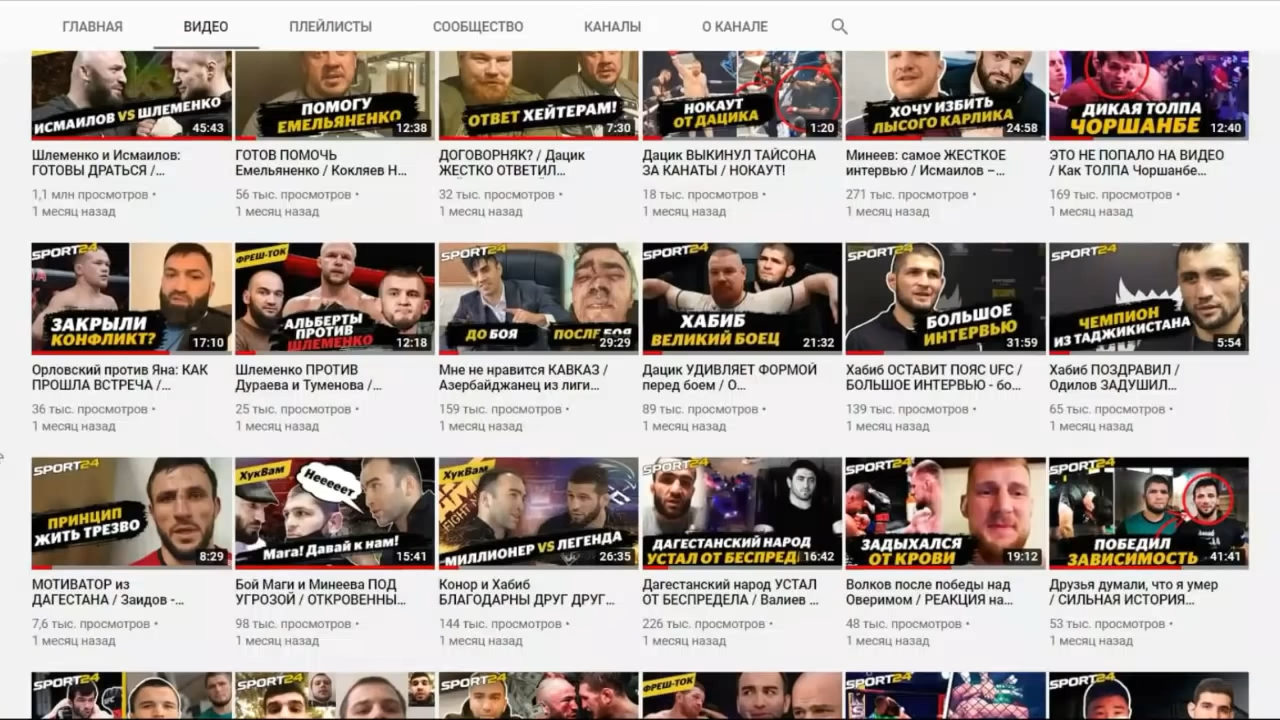 ГЛАВНАЯ
ВИДЕО
ПЛЕЙЛИСТЫ
СООБЩЕСТВО
КАНАЛЫ
О КАНАЛЕ
ИСМАИЛОВ VS ШЛЕМЕНКО
45:43
ПОМОГУ
ЕМЕЛЬЯНЕНКО
12:38
ОТВЕТ ХЕЙТЕРАМ!
7:30
НОКАУТ
ОТ ДАЦИКА
1:20
ХОЧУ ИЗБИТЬ
ЛЫСОГО КАРЛИКА
24:58
ДИКАЯ ТОЛПА
ЧОРШАНБЕ
12:40
Шлеменко и Исмаилов:
ГОТОВЫ ДРАТЬСЯ /...
1,1 млн просмотров •
1 месяц назад
ГОТОВ ПОМОЧЬ
Емельяненко / Кокляев Н...
56 тыс. просмотров •
1 месяц назад
ДОГОВОРНЯК? / Дацик
ЖЕСТКО ОТВЕТИЛ...
32 тыс. просмотров •
1 месяц назад
Дацик ВЫКИНУЛ ТАЙСОНА
ЗА КАНАТЫ / НОКАУТ!
18 тыс. просмотров •
1 месяц назад
Минеев: самое ЖЕСТКОЕ
интервью / Исмаилов –...
271 тыс. просмотров •
1 месяц назад
ЭТО НЕ ПОПАЛО НА ВИДЕО
/ Как ТОЛПА Чоршанбе...
169 тыс. просмотров •
1 месяц назад
SPORT24
ЗАКРЫЛИ
КОНФЛИКТ?
17:10
ФРЕШ-ТОК
АЛЬБЕРТЫ
ПРОТИВ
ШЛЕМЕНКО
12:18
SPORT24
ДО БОЯ
ПОСЛЕ БОЯ
29:29
SPORT24
ХАБИБ
ВЕЛИКИЙ БОЕЦ
21:32
SPORT24
БОЛЬШОЕ
ИНТЕРВЬЮ
31:59
SPORT24
ЧЕМПИОН
ИЗ ТАДЖИКИСТАНА
5:54
Орловский против Яна: КАК
ПРОШЛА ВСТРЕЧА /...
36 тыс. просмотров •
1 месяц назад
Шлеменко ПРОТИВ
Дураева и Туменова /...
25 тыс. просмотров •
1 месяц назад
Мне не нравится КАВКАЗ /
Азербайджанец из лиги...
159 тыс. просмотров •
1 месяц назад
Дацик УДИВЛЯЕТ ФОРМОЙ
перед боем / О...
89 тыс. просмотров •
1 месяц назад
Хабиб ОСТАВИТ ПОЯС UFC /
БОЛЬШОЕ ИНТЕРВЬЮ - бо...
139 тыс. просмотров •
1 месяц назад
Хабиб ПОЗДРАВИЛ /
Одилов ЗАДУШИЛ...
65 тыс. просмотров •
1 месяц назад
SPORT24
ПРИНЦИП
ЖИТЬ ТРЕЗВО
8:29
ХукВам
Нееееет
Мага! Давай к нам!
15:41
ХукВам
МИЛЛИОНЕР VS ЛЕГЕНДА
26:35
SPORT24
ДАГЕСТАНСКИЙ НАРОД
УСТАЛ ОТ БЕСПРЕД
16:42
SPORT24
ЗАДЫХАЛСЯ
ОТ КРОВИ
19:12
SPORT24
ПОБЕДИЛ
ЗАВИСИМОСТЬ
41:41
МОТИВАТОР из
ДАГЕСТАНА / Заидов -...
7,6 тыс. просмотров •
1 месяц назад
Бой Маги и Минеева ПОД
УГРОЗОЙ / ОТКРОВЕННЫ...
98 тыс. просмотров •
1 месяц назад
Конор и Хабиб
БЛАГОДАРНЫ ДРУГ ДРУГ...
144 тыс. просмотров •
1 месяц назад
Дагестанский народ УСТАЛ
ОТ БЕСПРЕДЕЛА / Валиев ...
226 тыс. просмотров •
1 месяц назад
Волков после победы над
Оверимом / РЕАКЦИЯ на...
48 тыс. просмотров •
1 месяц назад
Друзья думали, что я умер
/ СИЛЬНАЯ ИСТОРИЯ...
53 тыс. просмотров •
1 месяц назад
SPORT24
SPORT24
SPORT24
ФРЕШ-ТОК
SPORT24
SPORT24